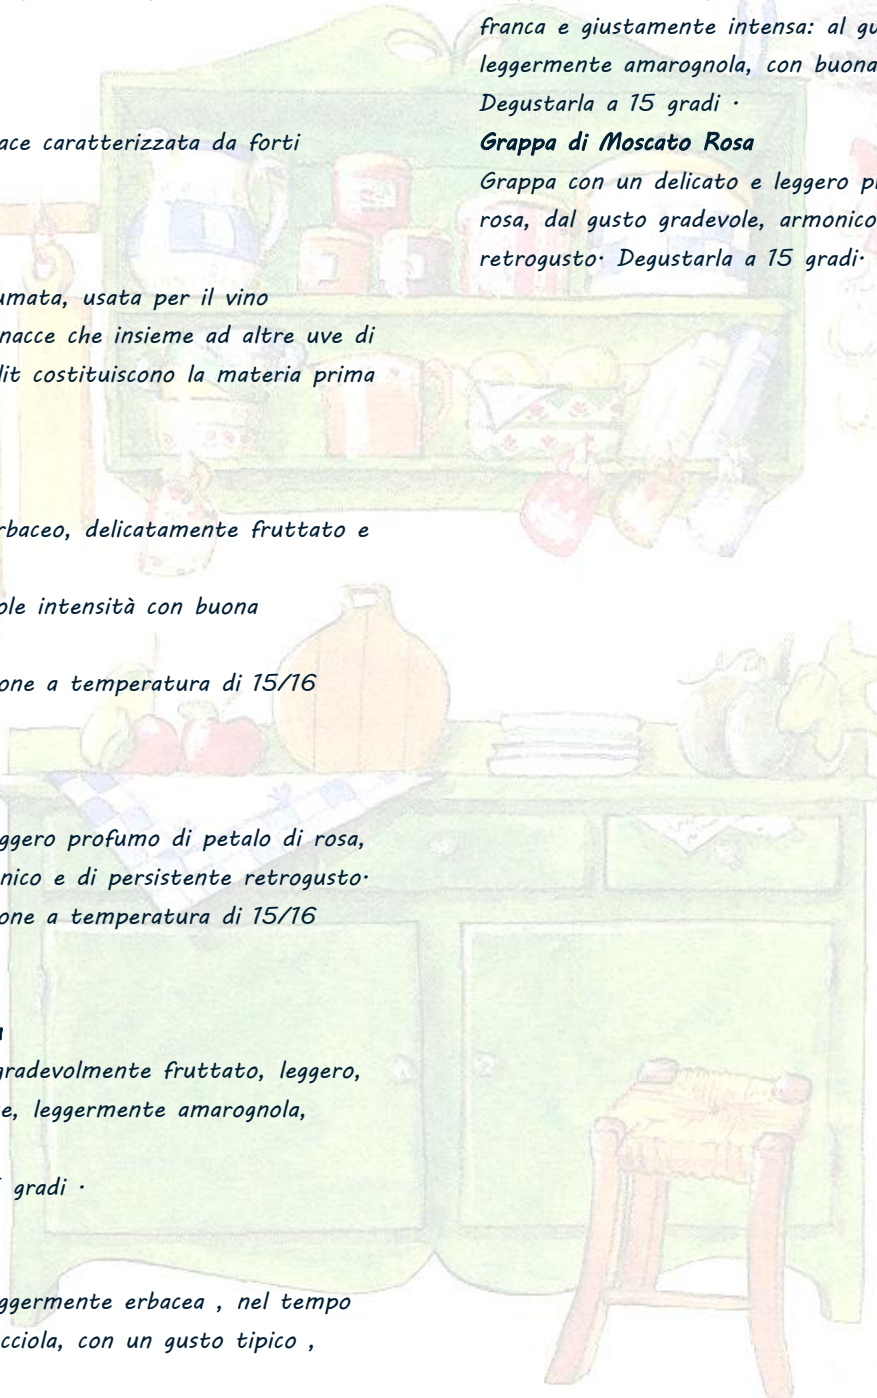 ace caratterizzata da forti
umata, usata per il vino
nacce che insieme ad altre uve di
lit costituiscono la materia prima
rbaceo, delicatamente fruttato e
ole intensità con buona
one a temperatura di 15/16
ggero profumo di petalo di rosa,
nico e di persistente retrogusto·
one a temperatura di 15/16
gradevolmente fruttato, leggero,
e, leggermente amarognola,
gradi ·
ggermente erbacea , nel tempo
cciola, con un gusto tipico ,
franca e giustamente intensa: al gu
leggermente amarognola, con buona
Degustarla a 15 gradi ·
Grappa di Moscato Rosa
Grappa con un delicato e leggero p
rosa, dal gusto gradevole, armonico
retrogusto· Degustarla a 15 gradi·